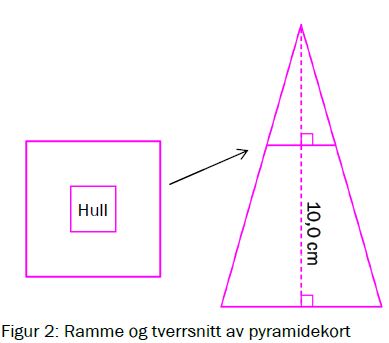 Hull
10,0 cm
Figur 2: Ramme og tverrsnitt av pyramidekort